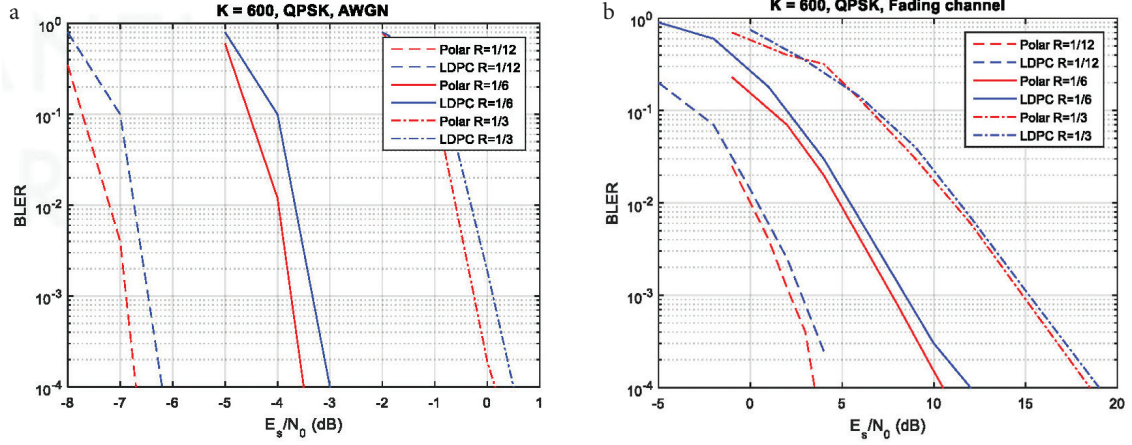 a
K = 600, QPSK, AWGN
10^0
10^-1
10^-2
10^-3
10^-4
BLER
-8 -7 -6 -5 -4 -3 -2 -1 0 1
E_s/N_0 (dB)
Polar R=1/12
LDPC R=1/12
Polar R=1/6
LDPC R=1/6
Polar R=1/3
LDPC R=1/3
b
K = 600, QPSK, Fading channel
10^0
10^-1
10^-2
10^-3
10^-4
BLER
-5 0 5 10 15 20
E_s/N_0 (dB)
Polar R=1/12
LDPC R=1/12
Polar R=1/6
LDPC R=1/6
Polar R=1/3
LDPC R=1/3